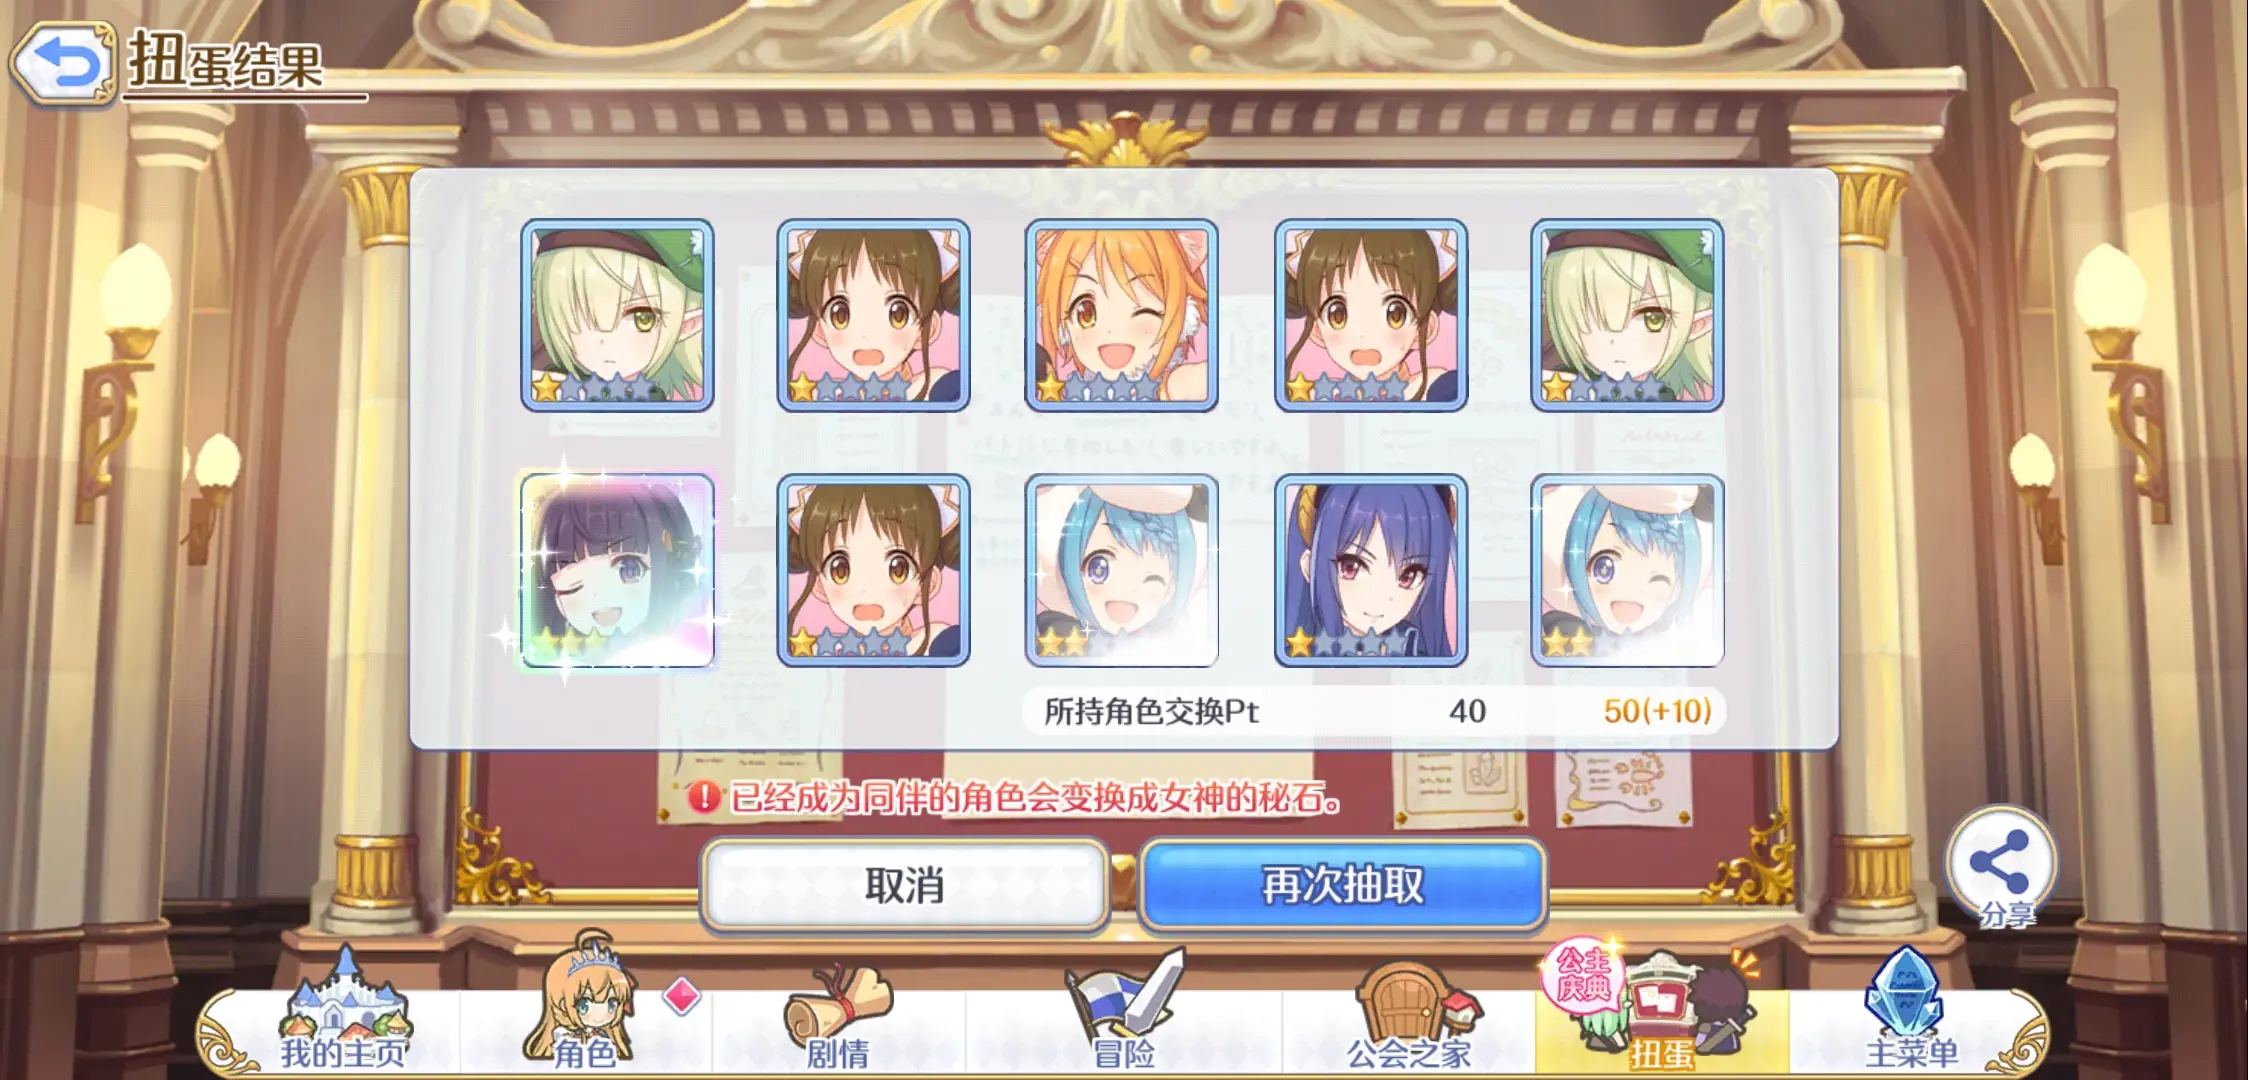 扭蛋结果
所持角色交换Pt 40 50(+10)
已经成为同伴的角色会变换成女神的秘石。
取消
再次抽取
分享
公主
庆典
我的主页
角色
剧情
冒险
公会之家
扭蛋
主菜单